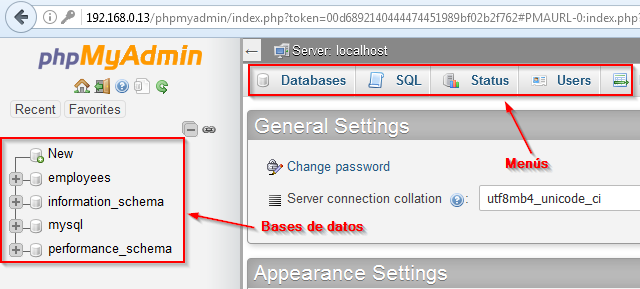 192.168.0.13/phpmyadmin/index.php?token=00d6892140444474451989bf02b2f762#PMAURL-0:index.php?
phpMyAdmin
Recent Favorites
New
employees
information_schema
mysql
performance_schema
Server: localhost
Databases SQL Status Users
General Settings
Change password
Server connection collation ?: utf8mb4_unicode_ci
Appearance Settings
Menús
Bases de datos